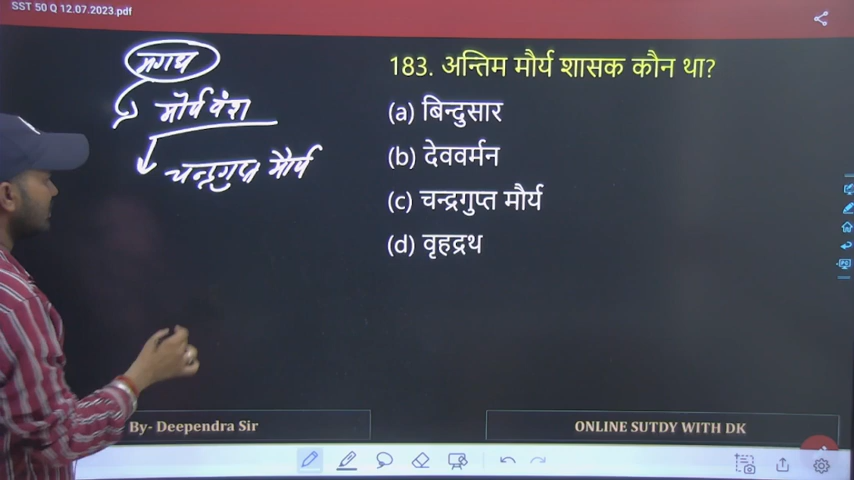 SST 50 Q 12.07.2023.pdf
मगध
मौर्य वंश
चन्द्रगुप्त मौर्य
183. अन्तिम मौर्य शासक कौन था?
(a) बिन्दुसार
(b) देववर्मन
(c) चन्द्रगुप्त मौर्य
(d) वृहद्रथ
By- Deependra Sir
ONLINE SUTDY WITH DK